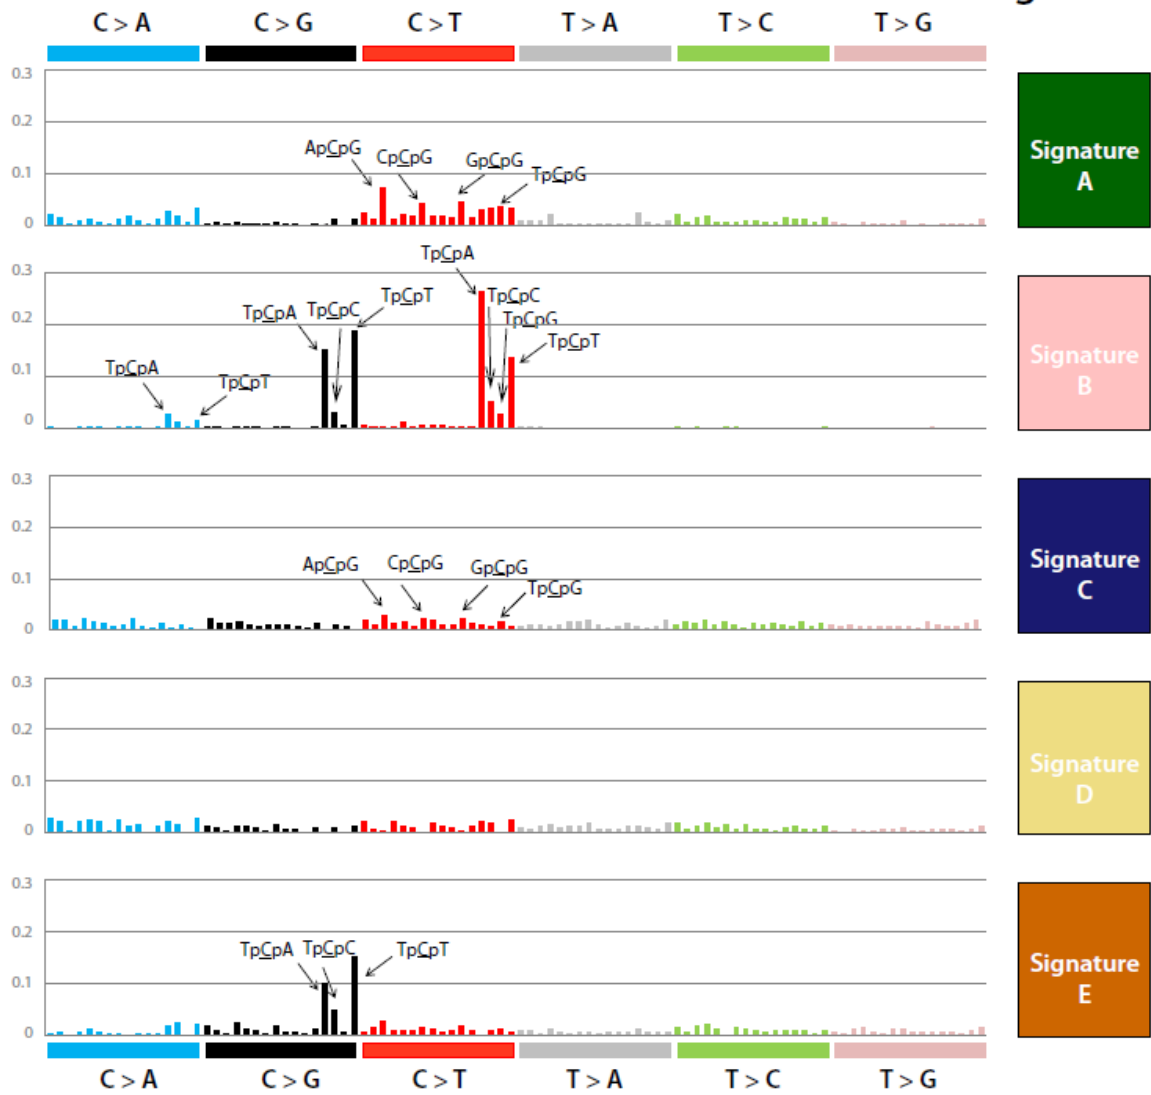 C > A C > G C > T T > A T > C T > G
0.3
0.2
0.1
0
ApCpG CpCpG GpCpG TpCpG
Signature
A
0.3
0.2
0.1
0
TpCpA
TpCpA TpCpC TpCpT TpCpC
TpCpG
TpCpA TpCpT TpCpT
Signature
B
0.3
0.2
0.1
0
ApCpG CpCpG GpCpG
TpCpG
Signature
C
0.3
0.2
0.1
0
Signature
D
0.3
0.2
0.1
0
TpCpA TpCpC TpCpT
Signature
E
C > A C > G C > T T > A T > C T > G